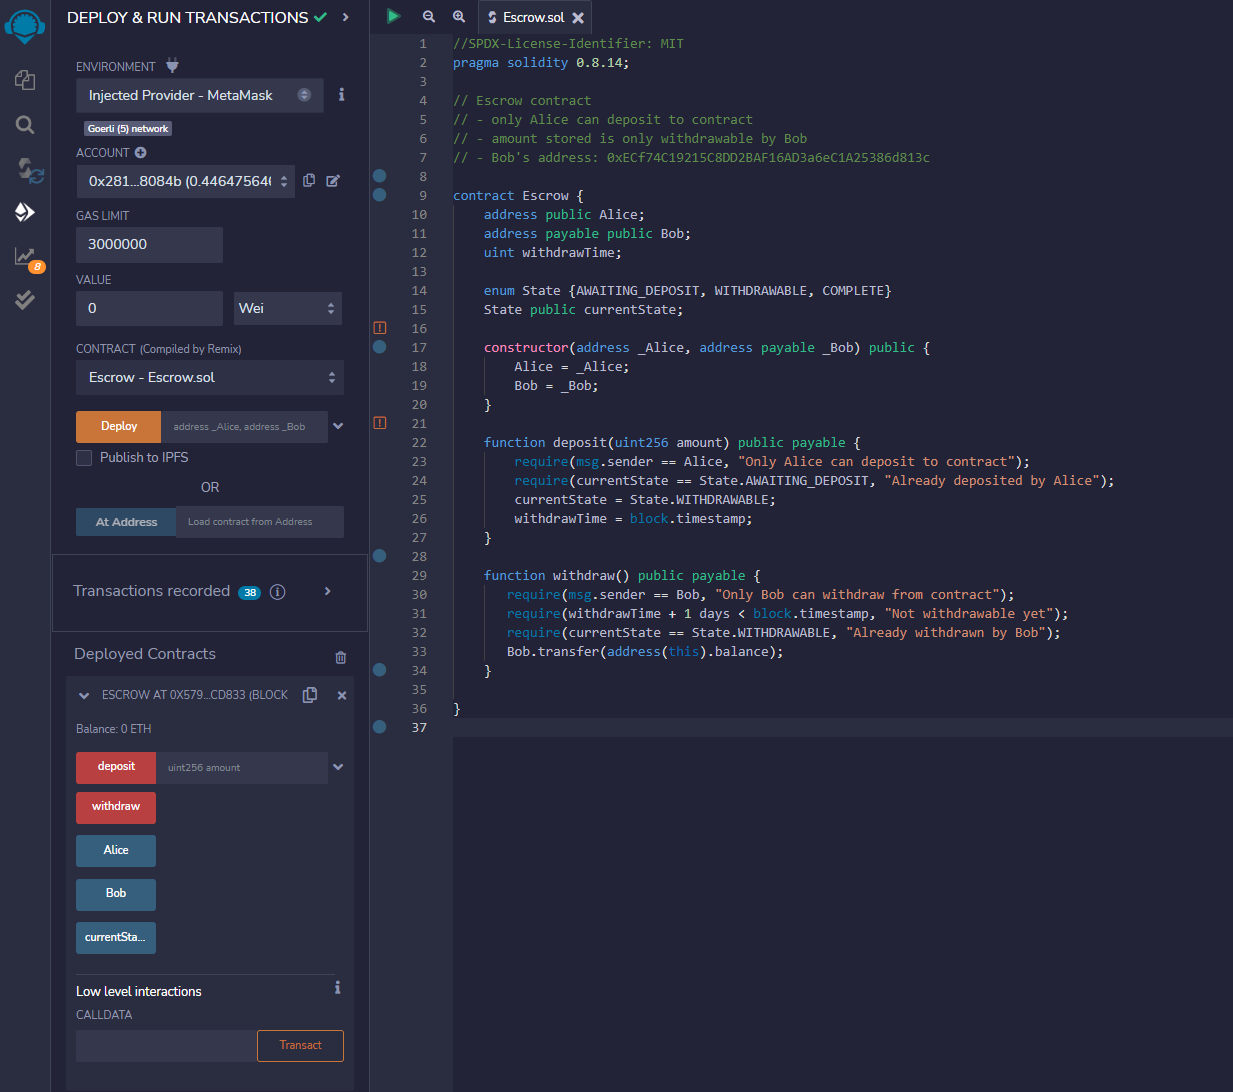 DEPLOY & RUN TRANSACTIONS
ENVIRONMENT
Injected Provider - MetaMask
Goerli (5) network
ACCOUNT
0x281...8084b (0.446475646
GAS LIMIT
3000000
VALUE
0
Wei
CONTRACT (Compiled by Remix)
Escrow - Escrow.sol
Deploy
address _Alice, address _Bob
Publish to IPFS
OR
At Address
Load contract from Address
Transactions recorded 38
Deployed Contracts
ESCROW AT 0X579...CD833 (BLOCK
Balance: 0 ETH
deposit
uint256 amount
withdraw
Alice
Bob
currentSta...
Low level interactions
CALLDATA
Transact
8
Escrow.sol
1 //SPDX-License-Identifier: MIT
2 pragma solidity 0.8.14;
3
4 // Escrow contract
5 // - only Alice can deposit to contract
6 // - amount stored is only withdrawable by Bob
7 // - Bob's address: 0xECf74C19215C8DD2BAF16AD3a6eC1A25386d813c
8
9 contract Escrow {
10     address public Alice;
11     address payable public Bob;
12     uint withdrawTime;
13
14     enum State {AWAITING_DEPOSIT, WITHDRAWABLE, COMPLETE}
15     State public currentState;
16
17     constructor(address _Alice, address payable _Bob) public {
18         Alice = _Alice;
19         Bob = _Bob;
20     }
21
22     function deposit(uint256 amount) public payable {
23         require(msg.sender == Alice, "Only Alice can deposit to contract");
24         require(currentState == State.AWAITING_DEPOSIT, "Already deposited by Alice");
25         currentState = State.WITHDRAWABLE;
26         withdrawTime = block.timestamp;
27     }
28
29     function withdraw() public payable {
30        require(msg.sender == Bob, "Only Bob can withdraw from contract");
31        require(withdrawTime + 1 days < block.timestamp, "Not withdrawable yet");
32        require(currentState == State.WITHDRAWABLE, "Already withdrawn by Bob");
33        Bob.transfer(address(this).balance);
34     }
35
36 }
37